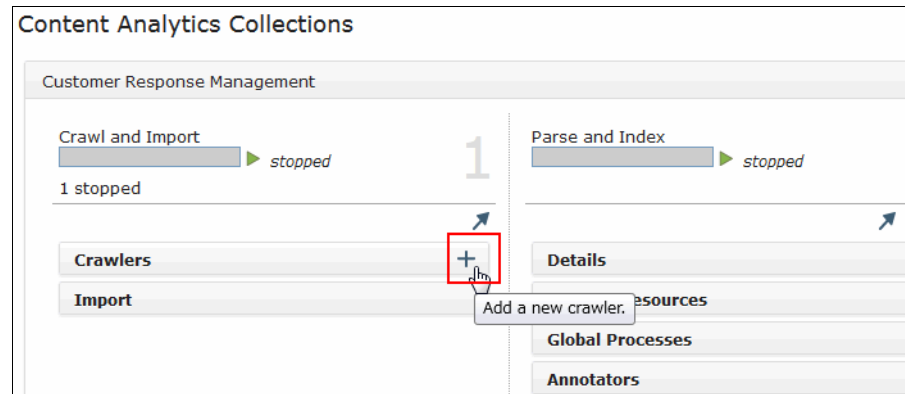 Content Analytics Collections
Customer Response Management
Crawl and Import
stopped
1
1 stopped
Crawlers
Import
Add a new crawler.
Parse and Index
stopped
Details
esources
Global Processes
Annotators